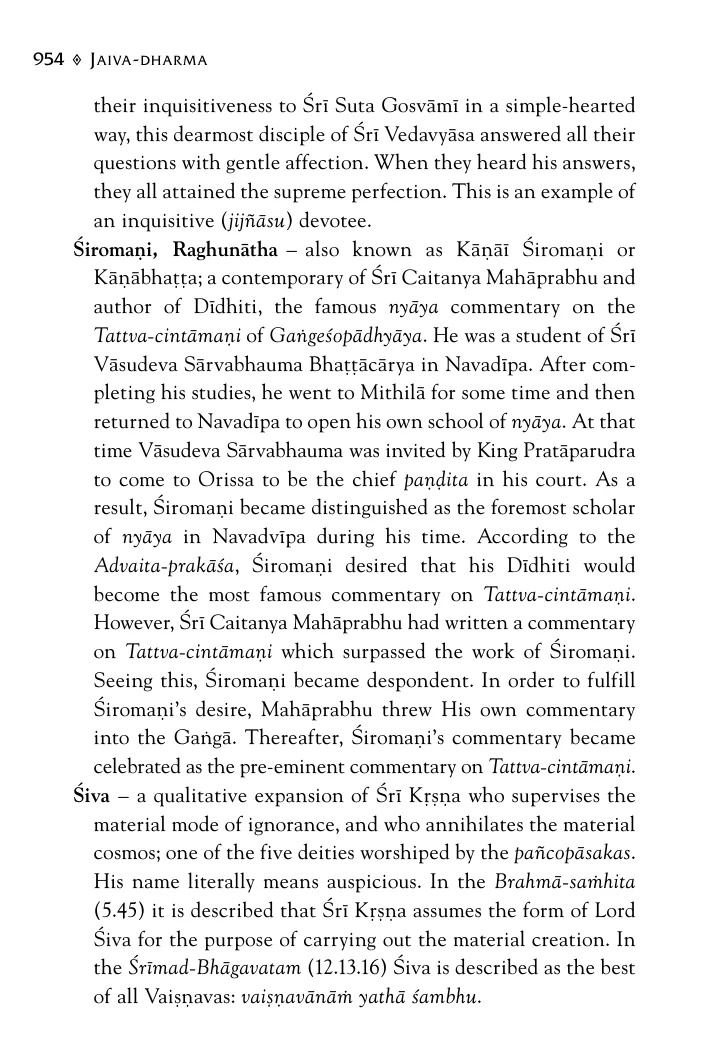 954 ◊ Jaiva-dharma
their inquisitiveness to Śrī Suta Gosvāmī in a simple-hearted
way, this dearmost disciple of Śrī Vedavyāsa answered all their
questions with gentle affection. When they heard his answers,
they all attained the supreme perfection. This is an example of
an inquisitive (jijñāsu) devotee.
Śiromaṇi, Raghunātha – also known as Kāṇāī Śiromaṇi or
Kāṇābhaṭṭa; a contemporary of Śrī Caitanya Mahāprabhu and
author of Dīdhiti, the famous nyāya commentary on the
Tattva-cintāmaṇi of Gaṅgeśopādhyāya. He was a student of Śrī
Vāsudeva Sārvabhauma Bhaṭṭācārya in Navadīpa. After com-
pleting his studies, he went to Mithilā for some time and then
returned to Navadīpa to open his own school of nyāya. At that
time Vāsudeva Sārvabhauma was invited by King Pratāparudra
to come to Orissa to be the chief paṇḍita in his court. As a
result, Śiromaṇi became distinguished as the foremost scholar
of nyāya in Navadvīpa during his time. According to the
Advaita-prakāśa, Śiromaṇi desired that his Dīdhiti would
become the most famous commentary on Tattva-cintāmaṇi.
However, Śrī Caitanya Mahāprabhu had written a commentary
on Tattva-cintāmaṇi which surpassed the work of Śiromaṇi.
Seeing this, Śiromaṇi became despondent. In order to fulfill
Śiromaṇi's desire, Mahāprabhu threw His own commentary
into the Gaṅgā. Thereafter, Śiromaṇi's commentary became
celebrated as the pre-eminent commentary on Tattva-cintāmaṇi.
Śiva – a qualitative expansion of Śrī Kṛṣṇa who supervises the
material mode of ignorance, and who annihilates the material
cosmos; one of the five deities worshiped by the pañcopāsakas.
His name literally means auspicious. In the Brahmā-saṁhita
(5.45) it is described that Śrī Kṛṣṇa assumes the form of Lord
Śiva for the purpose of carrying out the material creation. In
the Śrīmad-Bhāgavatam (12.13.16) Śiva is described as the best
of all Vaiṣṇavas: vaiṣṇavānāṁ yathā śambhu.